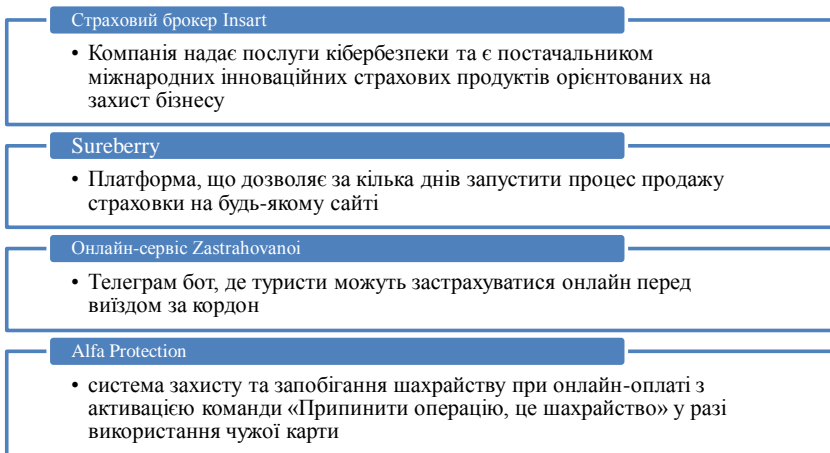 Страховий брокер Insart
• Компанія надає послуги кібербезпеки та є постачальником
міжнародних інноваційних страхових продуктів орієнтованих на
захист бізнесу
Sureberry
• Платформа, що дозволяє за кілька днів запустити процес продажу
страховки на будь-якому сайті
Онлайн-сервіс Zastrahovanoi
• Телеграм бот, де туристи можуть застрахуватися онлайн перед
виїздом за кордон
Alfa Protection
• система захисту та запобігання шахрайству при онлайн-оплаті з
активацією команди «Припинити операцію, це шахрайство» у разі
використання чужої карти